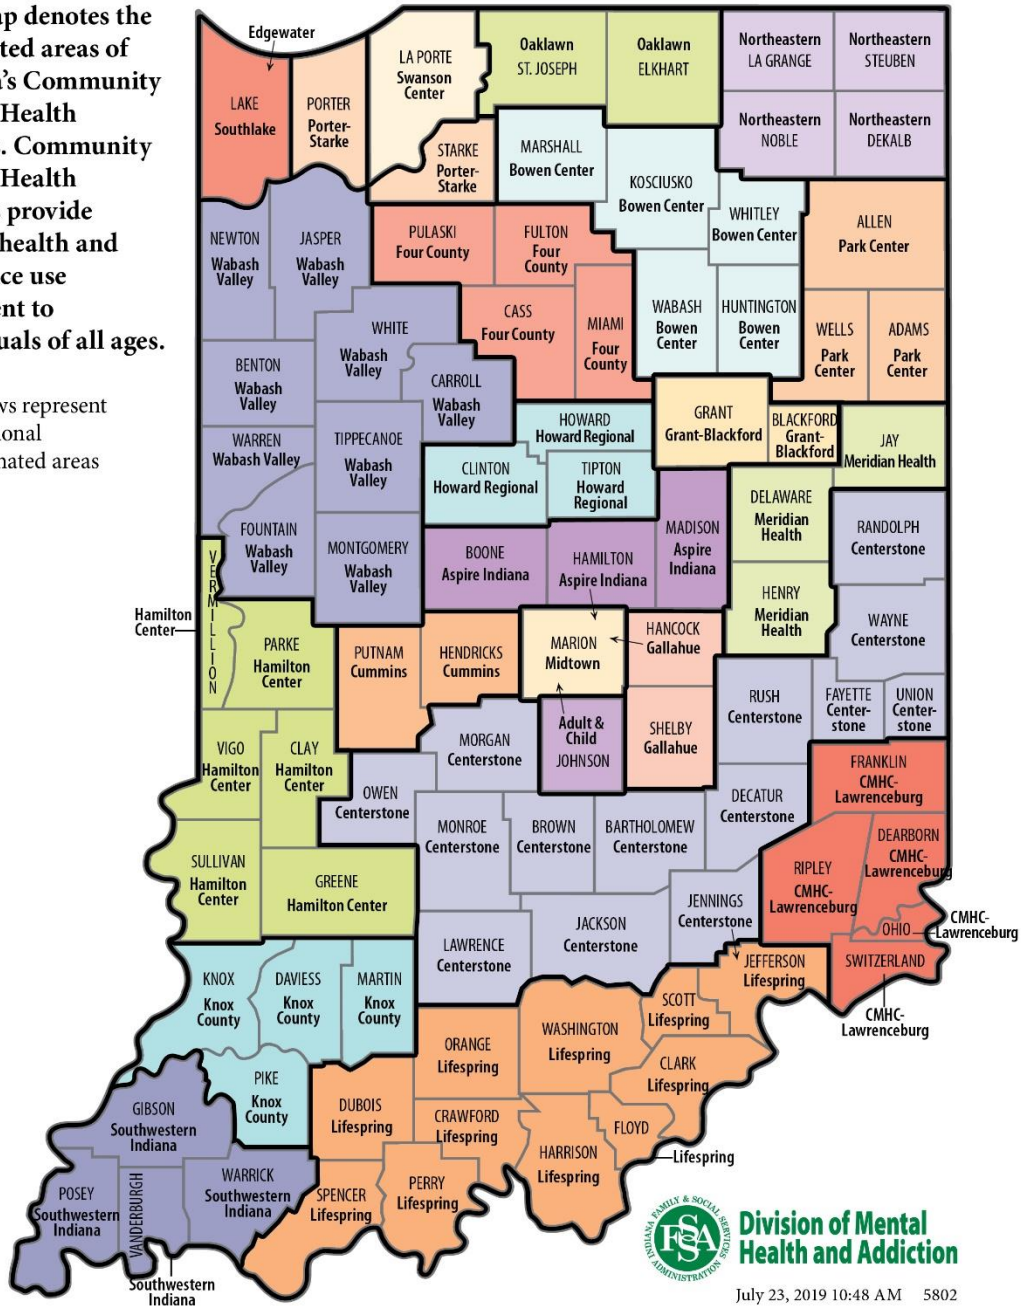 ap denotes the
ted areas of
a's Community
Health
s. Community
Health
s provide
health and
ce use
ent to
uals of all ages.
ws represent
ional
nated areas
Edgewater
LAKE
Southlake
PORTER
Porter-
Starke
LA PORTE
Swanson
Center
Oaklawn
ST. JOSEPH
Oaklawn
ELKHART
Northeastern
LA GRANGE
Northeastern
STEUBEN
Northeastern
NOBLE
Northeastern
DEKALB
STARKE
Porter-
Starke
MARSHALL
Bowen Center
KOSCIUSKO
Bowen Center
WHITLEY
Bowen Center
ALLEN
Park Center
NEWTON
Wabash
Valley
JASPER
Wabash
Valley
PULASKI
Four County
FULTON
Four
County
CASS
Four County
MIAMI
Four
County
WABASH
Bowen
Center
HUNTINGTON
Bowen
Center
WELLS
Park
Center
ADAMS
Park
Center
WHITE
Wabash
Valley
BENTON
Wabash
Valley
CARROLL
Wabash
Valley
HOWARD
Howard Regional
GRANT
Grant-Blackford
BLACKFORD
Grant-
Blackford
JAY
Meridian Health
WARREN
Wabash Valley
TIPPECANOE
Wabash
Valley
CLINTON
Howard Regional
TIPTON
Howard
Regional
DELAWARE
Meridian
Health
RANDOLPH
Centerstone
FOUNTAIN
Wabash
Valley
MONTGOMERY
Wabash
Valley
BOONE
Aspire Indiana
HAMILTON
Aspire Indiana
MADISON
Aspire
Indiana
HENRY
Meridian
Health
WAYNE
Centerstone
VERMILLION
Hamilton
Center
PARKE
Hamilton
Center
PUTNAM
Cummins
HENDRICKS
Cummins
MARION
Midtown
HANCOCK
Gallahue
RUSH
Centerstone
FAYETTE
Center-
stone
UNION
Center-
stone
VIGO
Hamilton
Center
CLAY
Hamilton
Center
OWEN
Centerstone
MORGAN
Centerstone
Adult &
Child
JOHNSON
SHELBY
Gallahue
DECATUR
Centerstone
FRANKLIN
CMHC-
Lawrenceburg
SULLIVAN
Hamilton
Center
GREENE
Hamilton Center
MONROE
Centerstone
BROWN
Centerstone
BARTHOLOMEW
Centerstone
RIPLEY
CMHC-
Lawrenceburg
DEARBORN
CMHC-
Lawrenceburg
JENNINGS
Centerstone
OHIO
CMHC-
Lawrenceburg
LAWRENCE
Centerstone
JACKSON
Centerstone
JEFFERSON
Lifespring
SWITZERLAND
CMHC-
Lawrenceburg
KNOX
Knox
County
DAVIESS
Knox
County
MARTIN
Knox
County
ORANGE
Lifespring
WASHINGTON
Lifespring
SCOTT
Lifespring
CLARK
Lifespring
PIKE
Knox
County
DUBOIS
Lifespring
CRAWFORD
Lifespring
FLOYD
Lifespring
HARRISON
Lifespring
GIBSON
Southwestern
Indiana
POSEY
Southwestern
Indiana
VANDERBURGH
Southwestern
Indiana
WARRICK
Southwestern
Indiana
SPENCER
Lifespring
PERRY
Lifespring
INDIANA FAMILY & SOCIAL SERVICES ADMINISTRATION
FSSA
Division of Mental
Health and Addiction
July 23, 2019 10:48 AM 5802